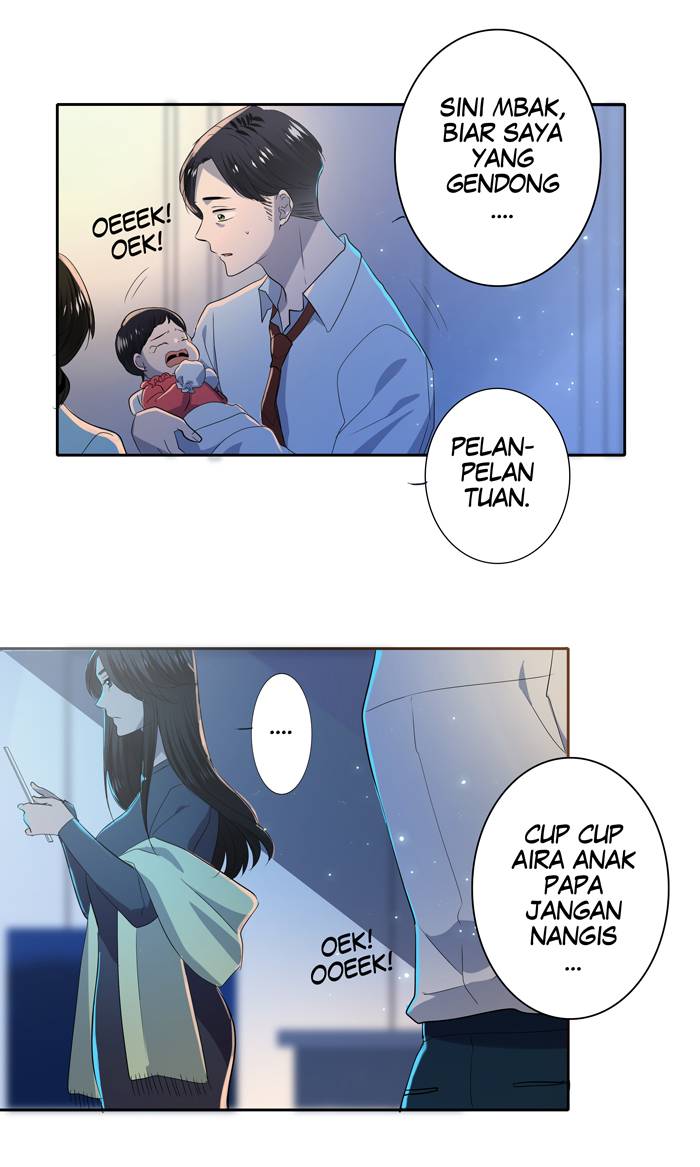 SINI MBAK,
BIAR SAYA
YANG
GENDONG
....
OEEEK!
OEK!
PELAN-
PELAN
TUAN.
....
CUP CUP
AIRA ANAK
PAPA
JANGAN
NANGIS
...
OEK!
OOEEK!